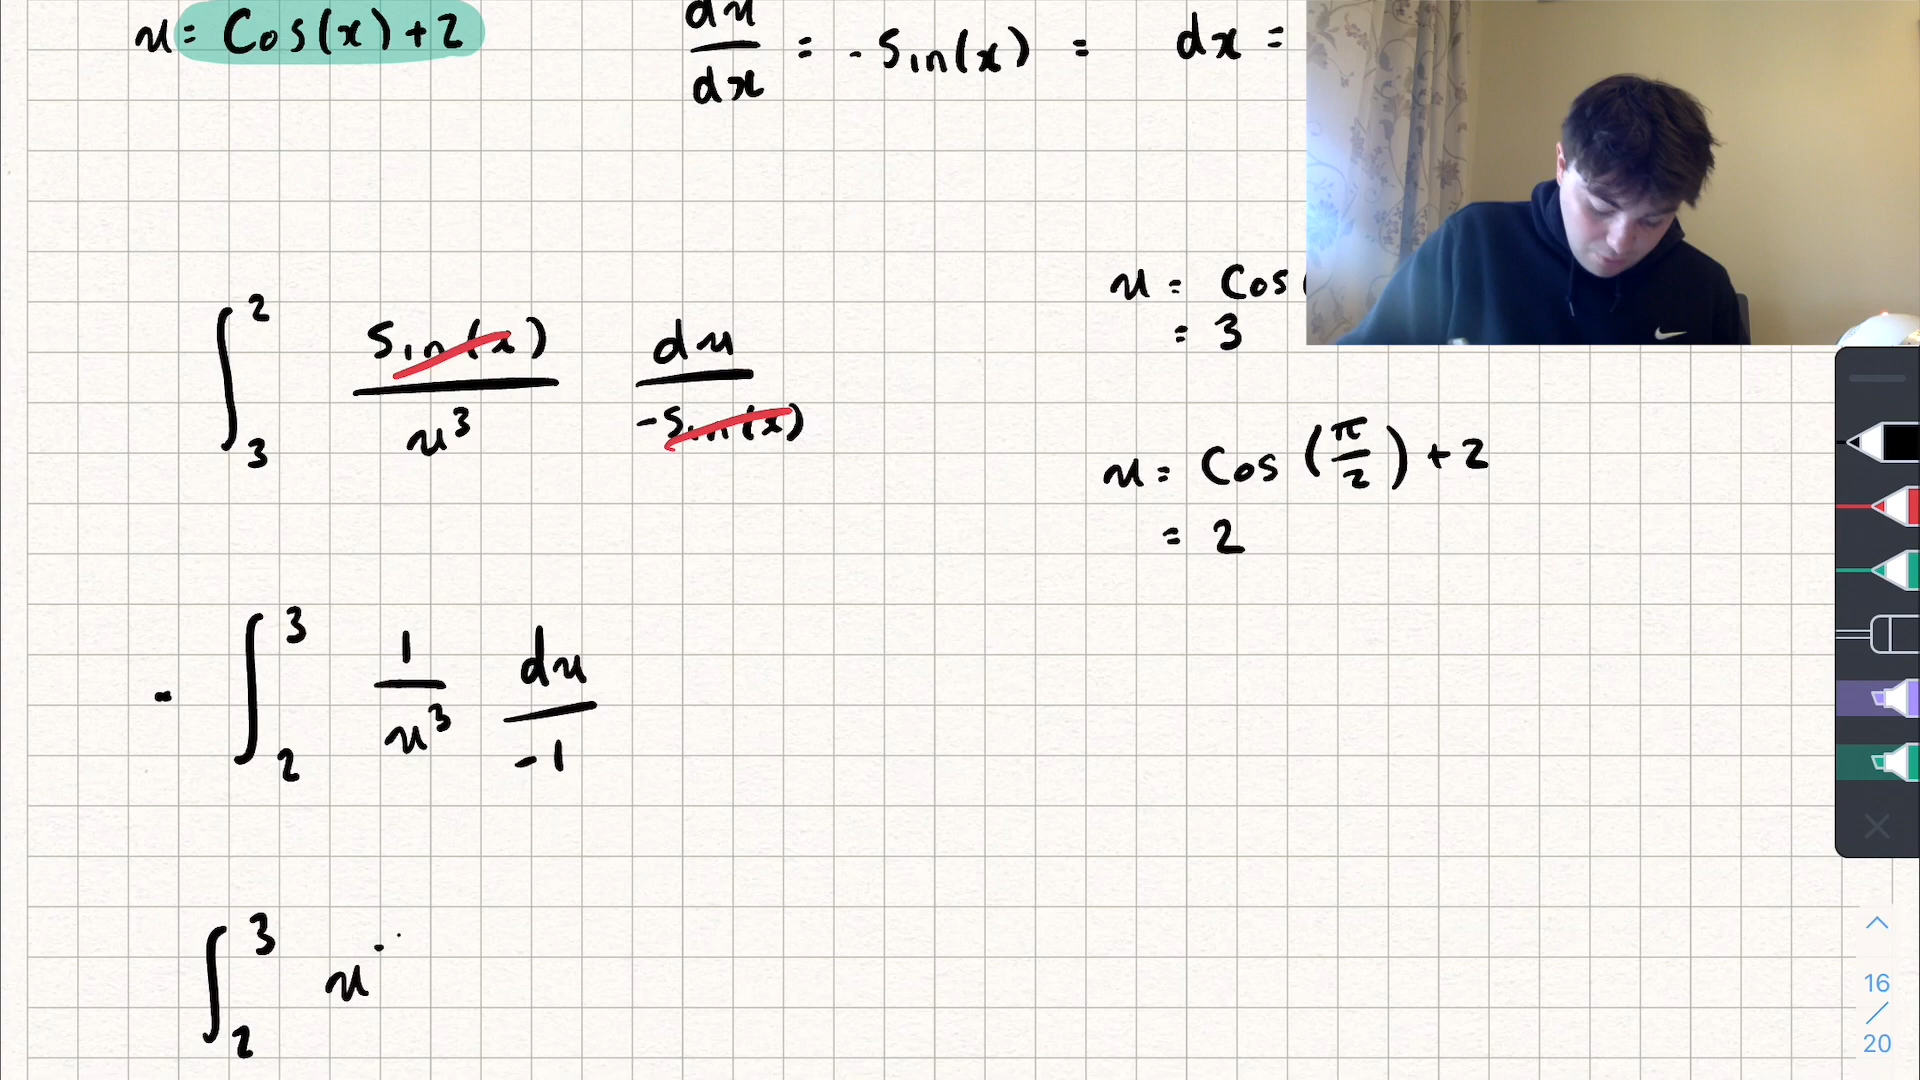 u = Cos(x) + 2
du/dx = -Sin(x) = dx =
∫₃² Sin(x)/u³ du/-Sin(x)
u = Cos(
= 3
u = Cos(π/2) + 2
= 2
- ∫₂³ 1/u³ du/-1
∫₂³ u⁻
16
/
20